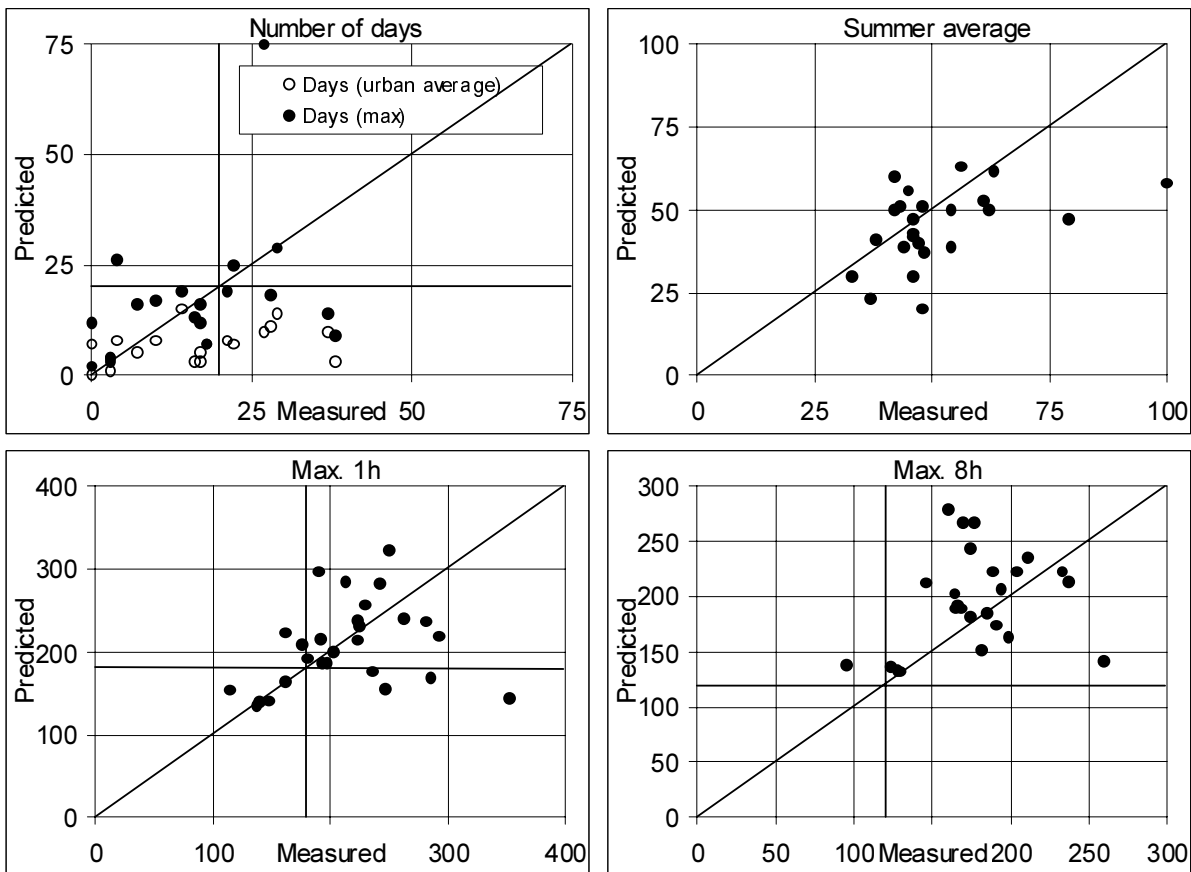 Number of days
75
50
25
0
Predicted
Days (urban average)
Days (max)
0 25 Measured 50 75
Summer average
100
75
50
25
0
Predicted
0 25 Measured 75 100
Max. 1h
400
300
200
100
0
Predicted
0 100 Measured 300 400
Max. 8h
300
250
200
150
100
50
0
Predicted
0 50 100 Measured 200 250 300